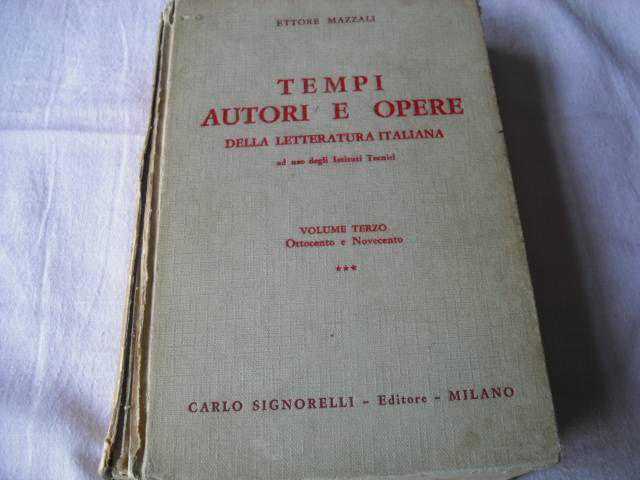 ETTORE MAZZALI
TEMPI
AUTORI E OPERE
DELLA LETTERATURA ITALIANA
ad uso degli Istituti Tecnici
VOLUME TERZO
Ottocento e Novecento
***
CARLO SIGNORELLI - Editore - MILANO